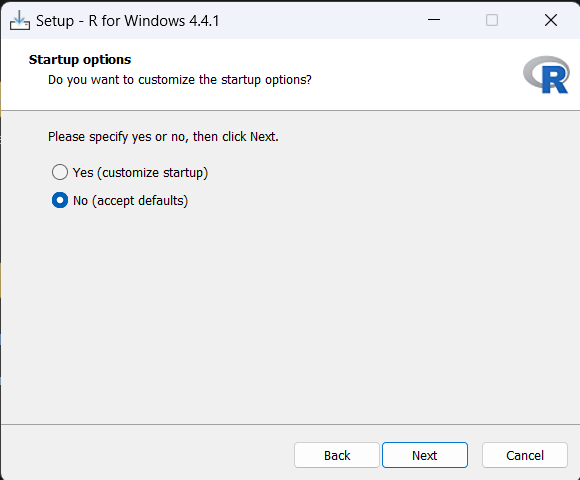 Setup - R for Windows 4.4.1
Startup options
Do you want to customize the startup options?
R
Please specify yes or no, then click Next.
Yes (customize startup)
No (accept defaults)
Back
Next
Cancel